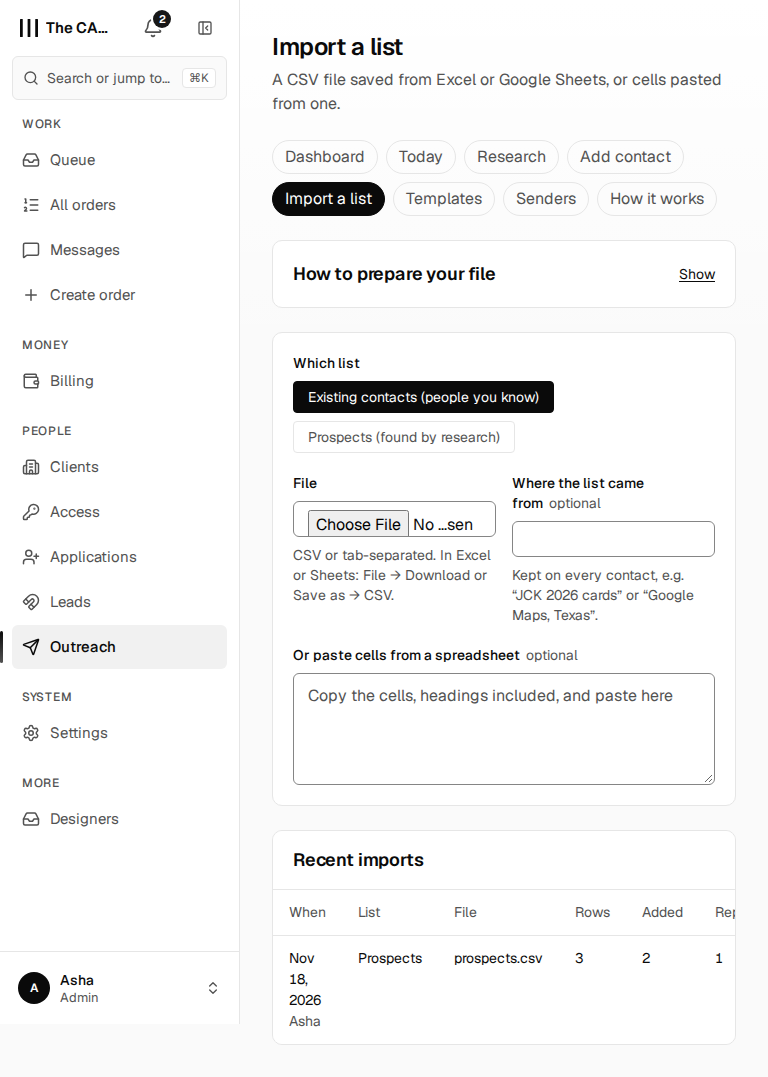 The CA…
2
Search or jump to… ⌘K
WORK
Queue
All orders
Messages
Create order
MONEY
Billing
PEOPLE
Clients
Access
Applications
Leads
Outreach
SYSTEM
Settings
MORE
Designers
A
Asha
Admin
Import a list
A CSV file saved from Excel or Google Sheets, or cells pasted
from one.
Dashboard Today Research Add contact
Import a list Templates Senders How it works
How to prepare your file Show
Which list
Existing contacts (people you know)
Prospects (found by research)
File
Choose File No …sen
CSV or tab-separated. In Excel
or Sheets: File → Download or
Save as → CSV.
Where the list came
from optional
Kept on every contact, e.g.
“JCK 2026 cards” or “Google
Maps, Texas”.
Or paste cells from a spreadsheet optional
Copy the cells, headings included, and paste here
Recent imports
When List File Rows Added Rep
Nov Prospects prospects.csv 3 2 1
18,
2026
Asha